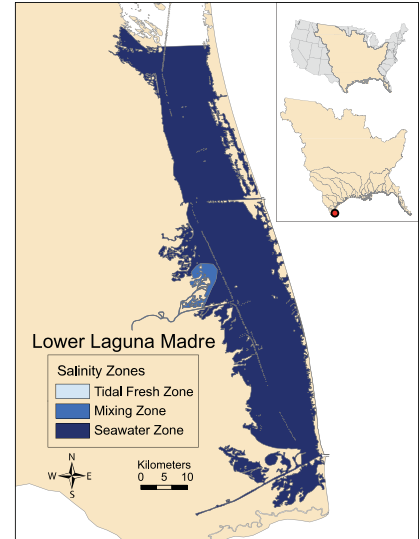 Lower Laguna Madre
Salinity Zones
Tidal Fresh Zone
Mixing Zone
Seawater Zone
N
W E
S
Kilometers
0 5 10